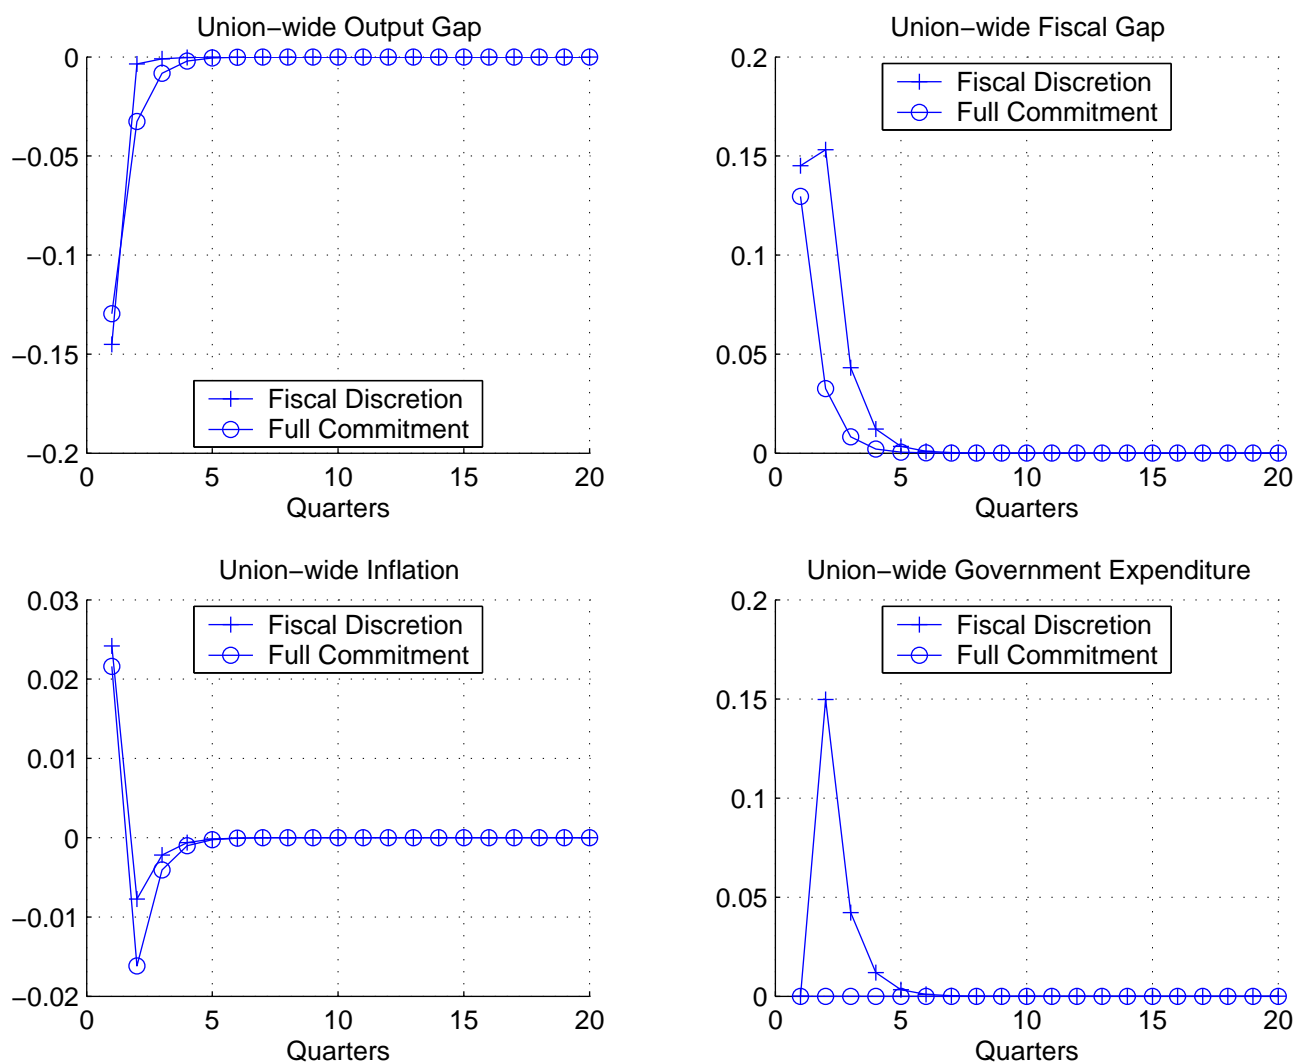 Union−wide Output Gap
0
−0.05
−0.1
−0.15
−0.2
Fiscal Discretion
Full Commitment
0 5 10 15 20
Quarters
Union−wide Fiscal Gap
0.2
0.15
0.1
0.05
0
Fiscal Discretion
Full Commitment
0 5 10 15 20
Quarters
Union−wide Inflation
0.03
0.02
0.01
0
−0.01
−0.02
Fiscal Discretion
Full Commitment
0 5 10 15 20
Quarters
Union−wide Government Expenditure
0.2
0.15
0.1
0.05
0
Fiscal Discretion
Full Commitment
0 5 10 15 20
Quarters